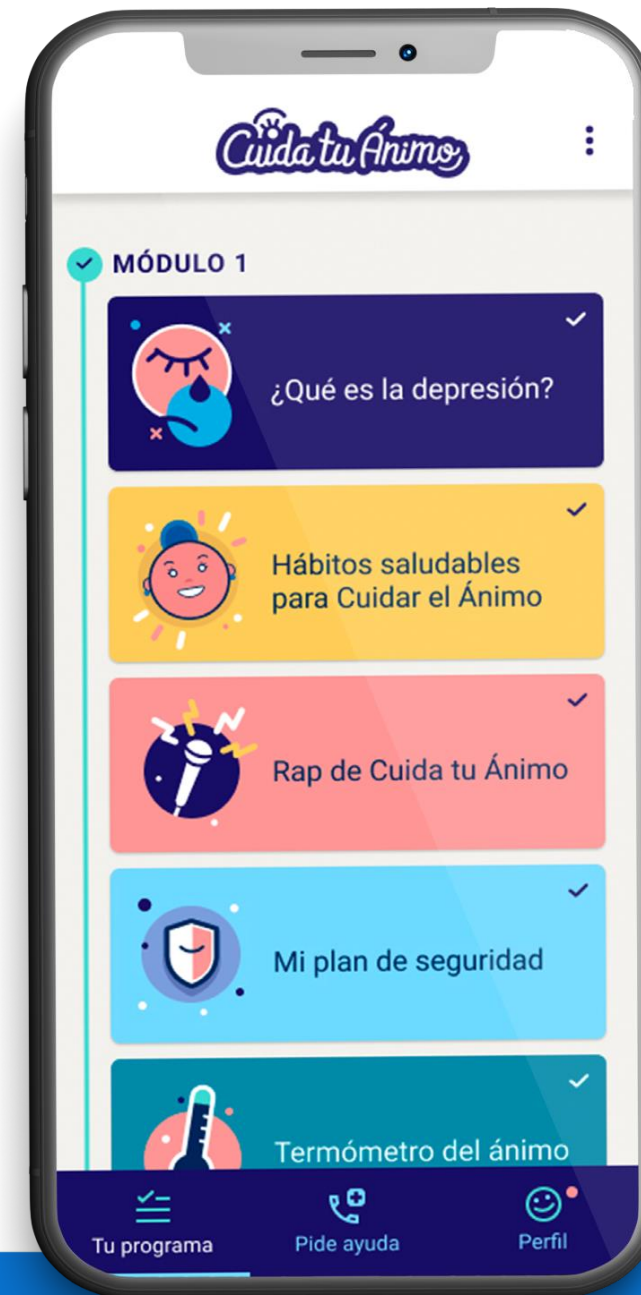 Cuida tu Ánimo
MÓDULO 1
¿Qué es la depresión?
Hábitos saludables
para Cuidar el Ánimo
Rap de Cuida tu Ánimo
Mi plan de seguridad
Termómetro del ánimo
Tu programa
Pide ayuda
Perfil